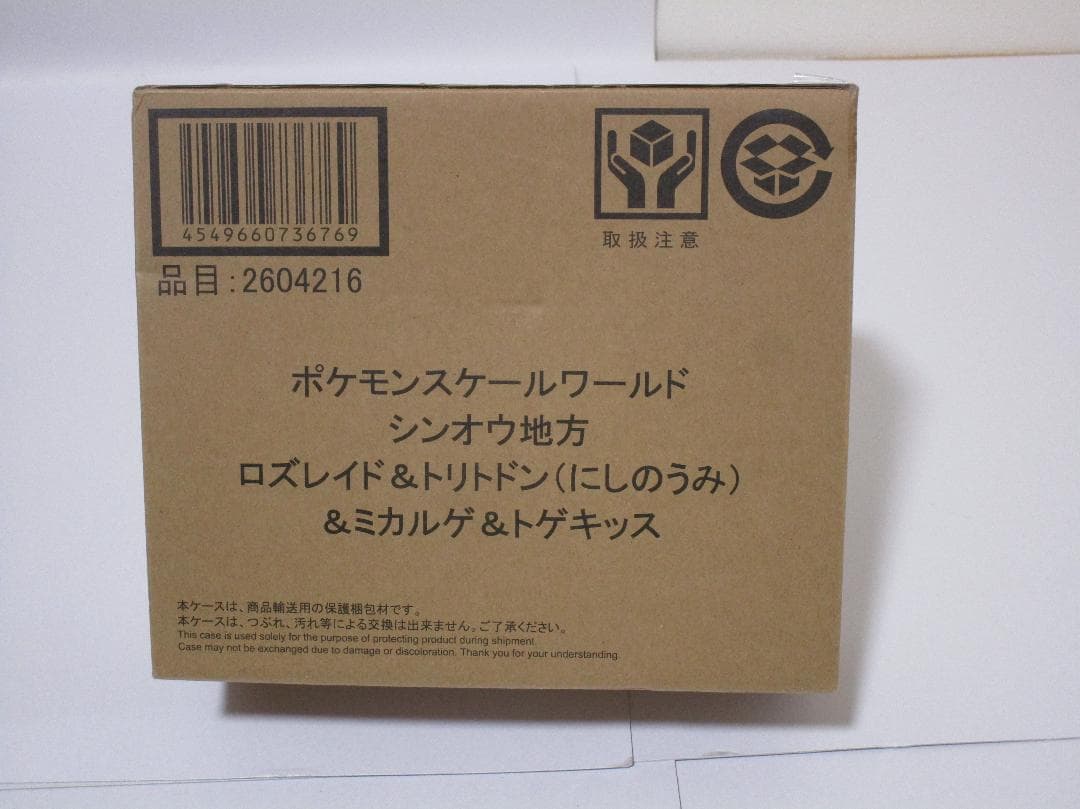 4549660736769
取扱注意
品目:2604216
ポケモンスケールワールド
シンオウ地方
ロズレイド&トリトドン(にしのうみ)
&ミカルゲ&トゲキッス
本ケースは、商品輸送用の保護梱包材です。
本ケースは、つぶれ、汚れ等による交換は出来ません。ご了承ください。
This case is used solely for the purpose of protecting product during shipment.
Case may not be exchanged due to damage or discoloration. Thank you for your understanding.